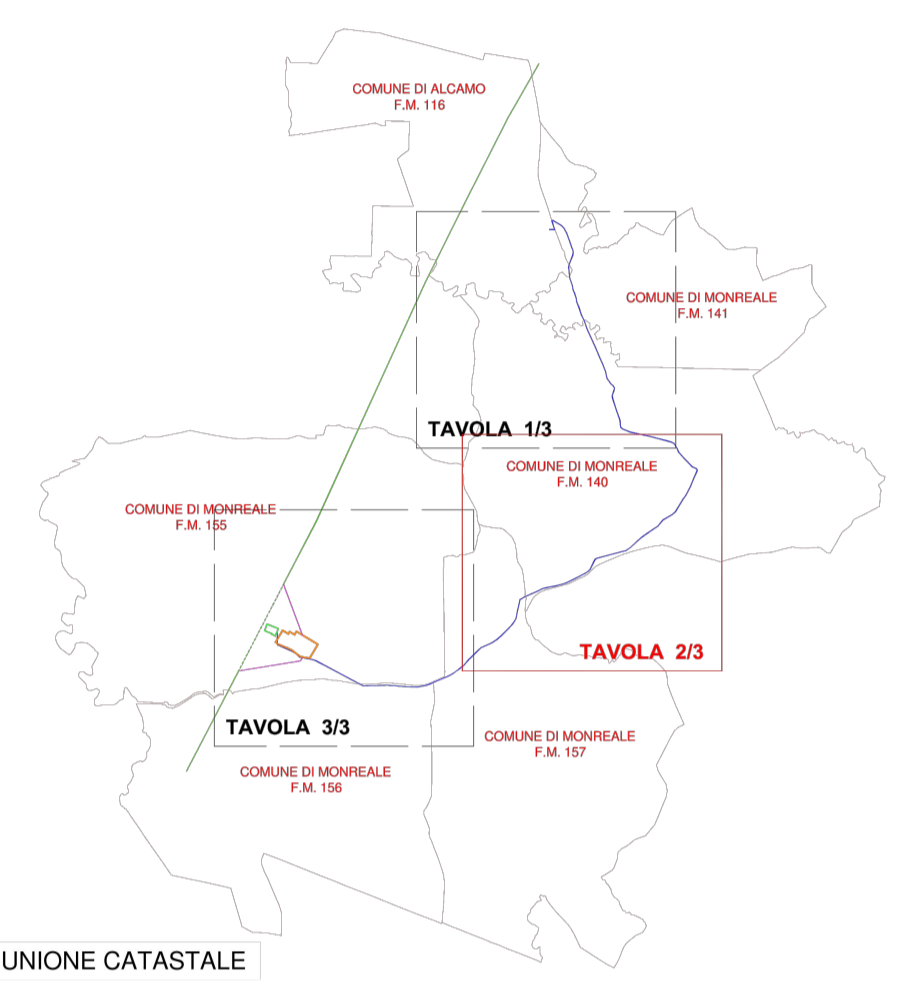 COMUNE DI ALCAMO
F.M. 116
COMUNE DI MONREALE
F.M. 141
TAVOLA 1/3
COMUNE DI MONREALE
F.M. 140
COMUNE DI MONREALE
F.M. 155
TAVOLA 2/3
TAVOLA 3/3
COMUNE DI MONREALE
F.M. 157
COMUNE DI MONREALE
F.M. 156
UNIONE CATASTALE